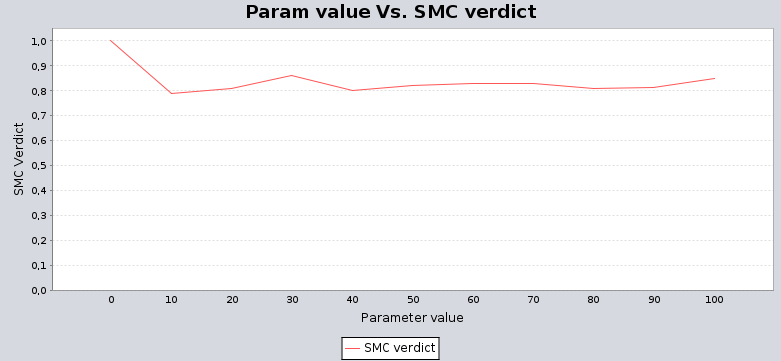 Param value Vs. SMC verdict
SMC Verdict
1,0
0,9
0,8
0,7
0,6
0,5
0,4
0,3
0,2
0,1
0,0
0 10 20 30 40 50 60 70 80 90 100
Parameter value
SMC verdict